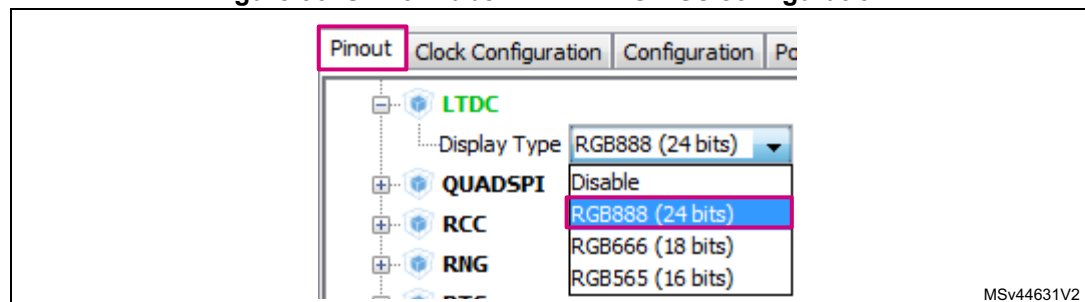 Pinout Clock Configuration Configuration Po
LTDC
Display Type RGB888 (24 bits)
QUADSPI Disable
RGB888 (24 bits)
RCC
RGB666 (18 bits)
RNG
RGB565 (16 bits)
MSv44631V2